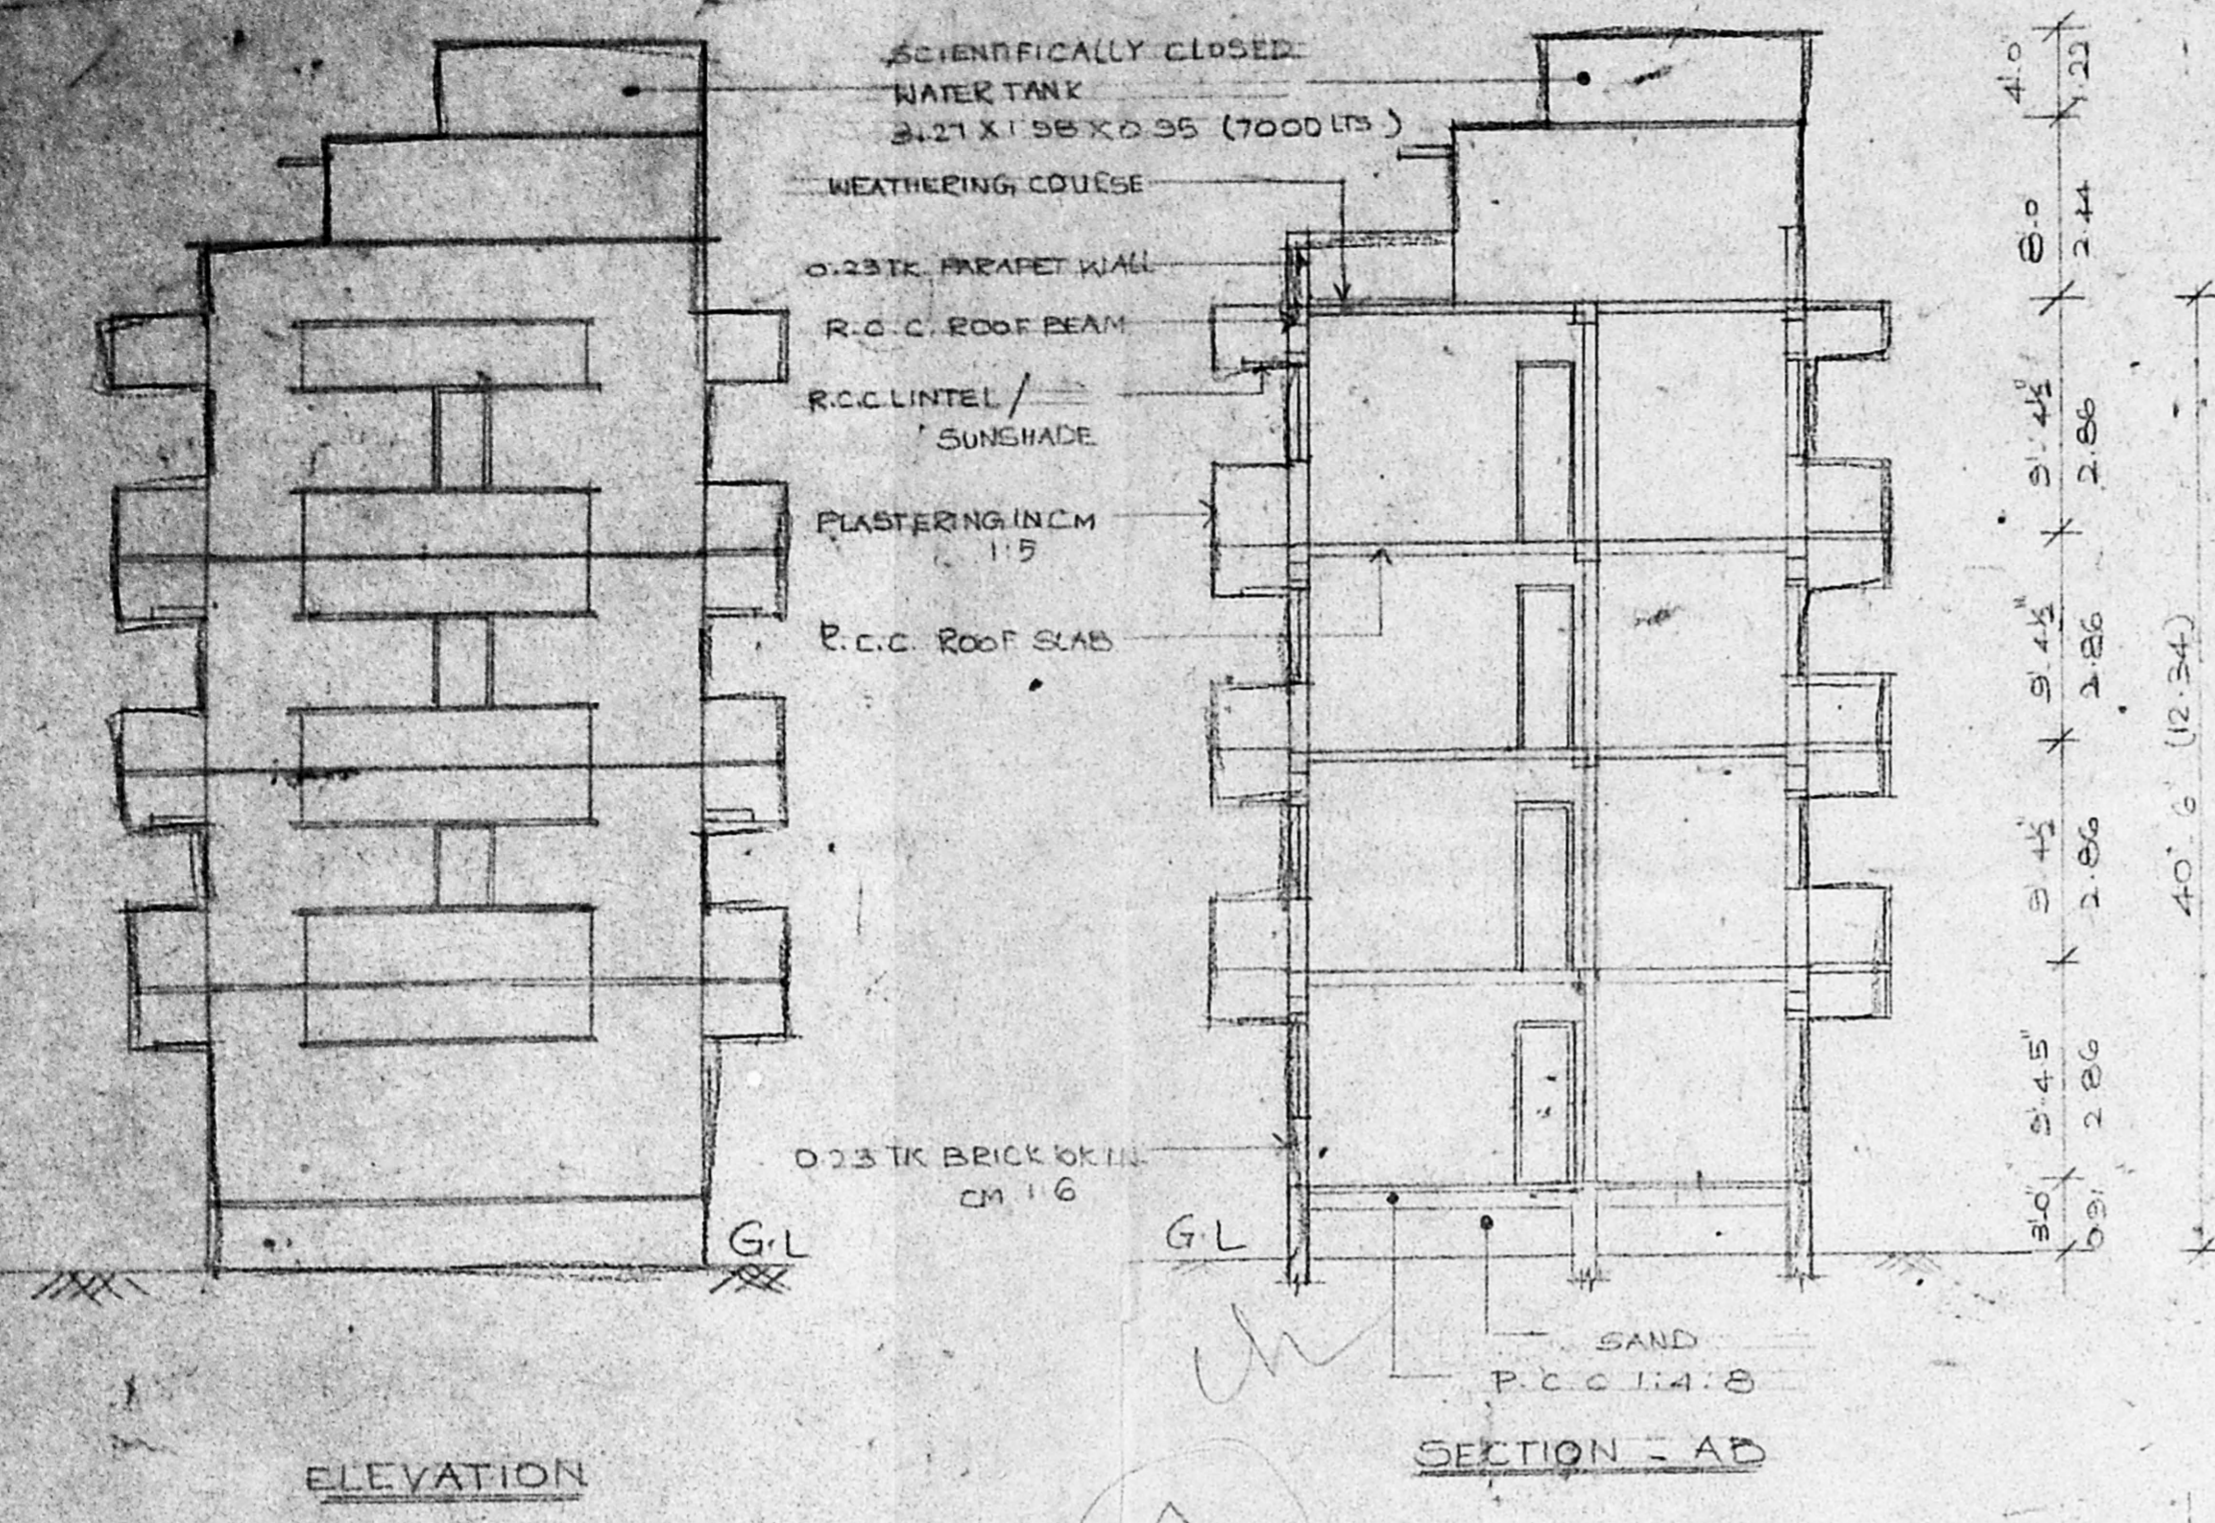 SCIENTIFICALLY CLOSED
WATER TANK
3.27 X 1.98 X 0.95 (7000 LTS)
WEATHERING COURSE
0.23 TK. PARAPET WALL
R.C.C. ROOF BEAM
R.C.C LINTEL /
SUNSHADE
PLASTERING IN CM
1:5
R.C.C. ROOF SLAB
0.23 TK BRICK WK IN
CM 1:6
G.L
G.L
SAND
P.C.C 1:4:8
ELEVATION
SECTION - AB
4.0
1.22
8.0
2.44
9'.4½"
2.86
9'.4½"
2.86
9'.4½"
2.86
9'.4.5"
2.86
3'.0"
0.91
40'.6" (12.34)